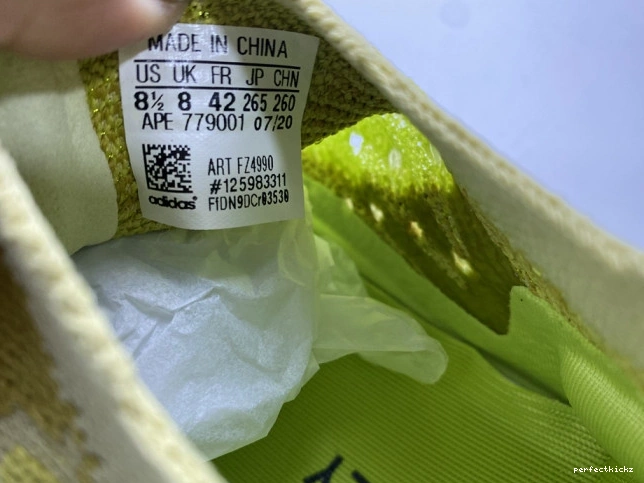 MADE IN CHINA
US UK FR JP CHN
8½ 8 42 265 260
APE 779001 07/20
ART FZ4990
#125983311
F1DN9DCr03530
adidas
perfectkickz